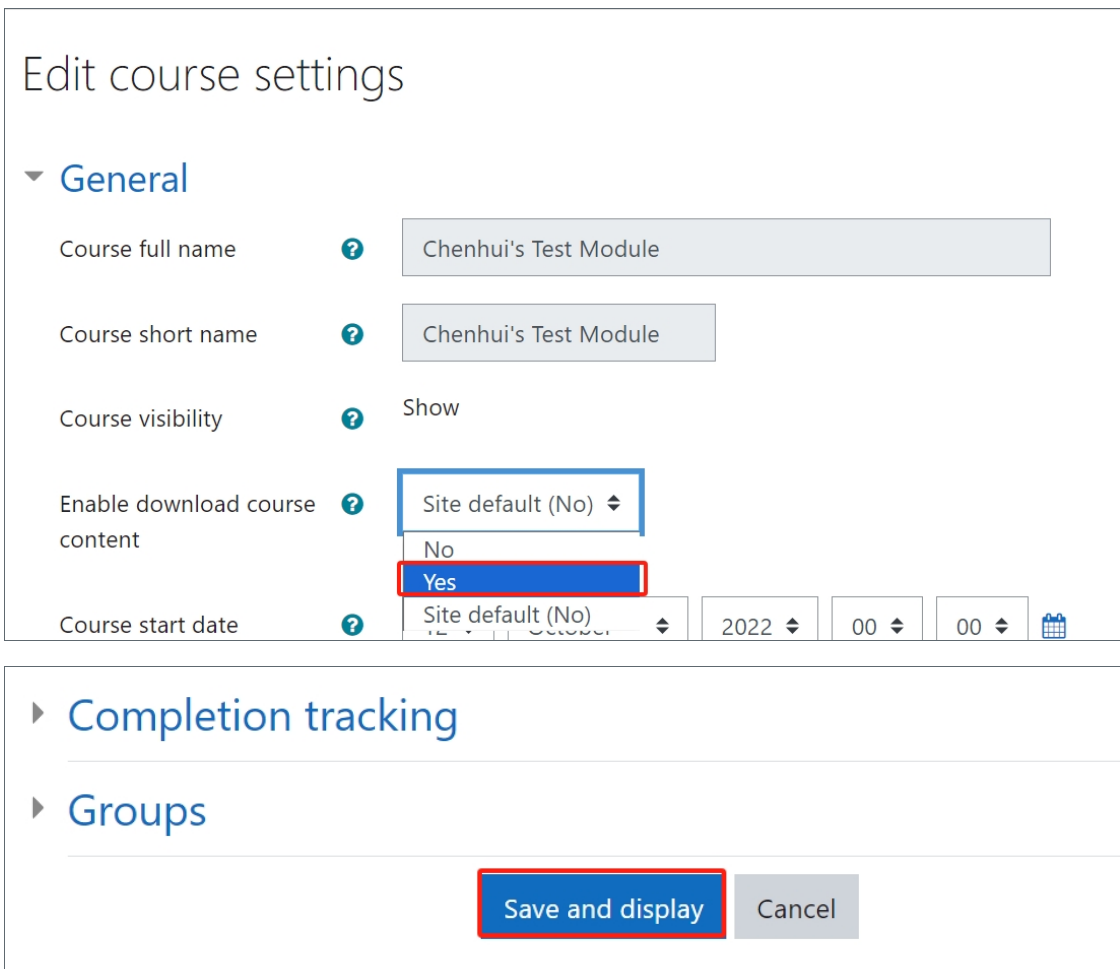 Edit course settings
General
Course full name
Chenhui's Test Module
Course short name
Chenhui's Test Module
Course visibility
Show
Enable download course
content
Site default (No)
No
Yes
Site default (No)
Course start date
12 October 2022 00 00
Completion tracking
Groups
Save and display Cancel